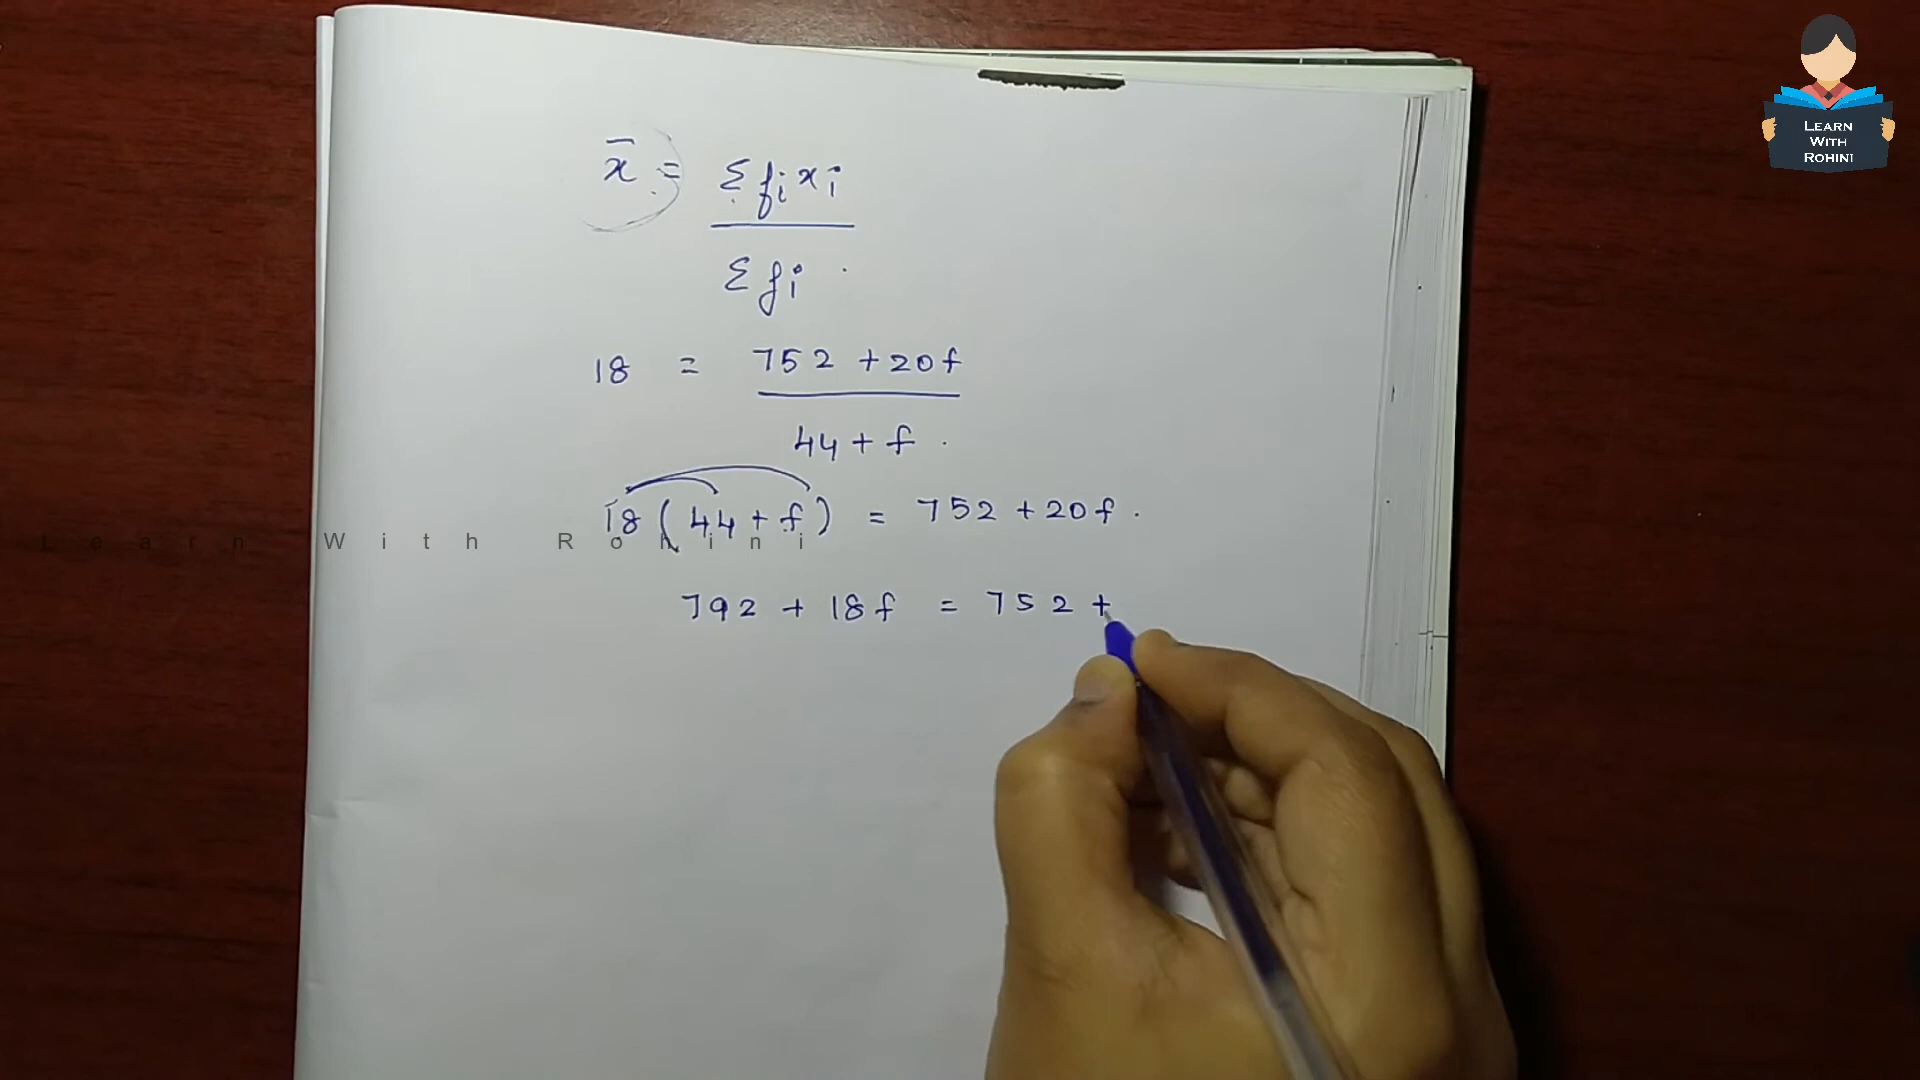 LEARN
WITH
ROHINI
x̄ = Σfixi
Σfi
18 = 752 + 20f
44 + f
18(44 + f) = 752 + 20f
Learn With Rohini
792 + 18f = 752 +